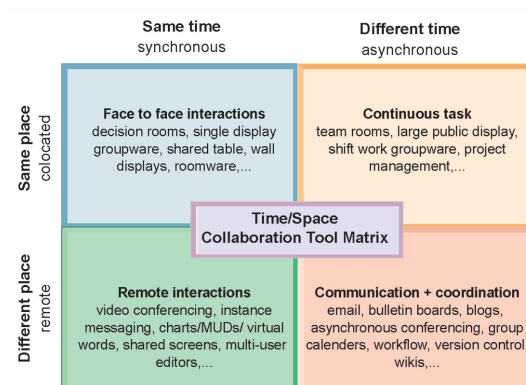 Same time
synchronous
Different time
asynchronous
Same place
colocated
Face to face interactions
decision rooms, single display
groupware, shared table, wall
displays, roomware,...
Continuous task
team rooms, large public display,
shift work groupware, project
management,...
Time/Space
Collaboration Tool Matrix
Different place
remote
Remote interactions
video conferencing, instance
messaging, charts/MUDs/ virtual
words, shared screens, multi-user
editors,...
Communication + coordination
email, bulletin boards, blogs,
asynchronous conferencing, group
calenders, workflow, version control
wikis,...